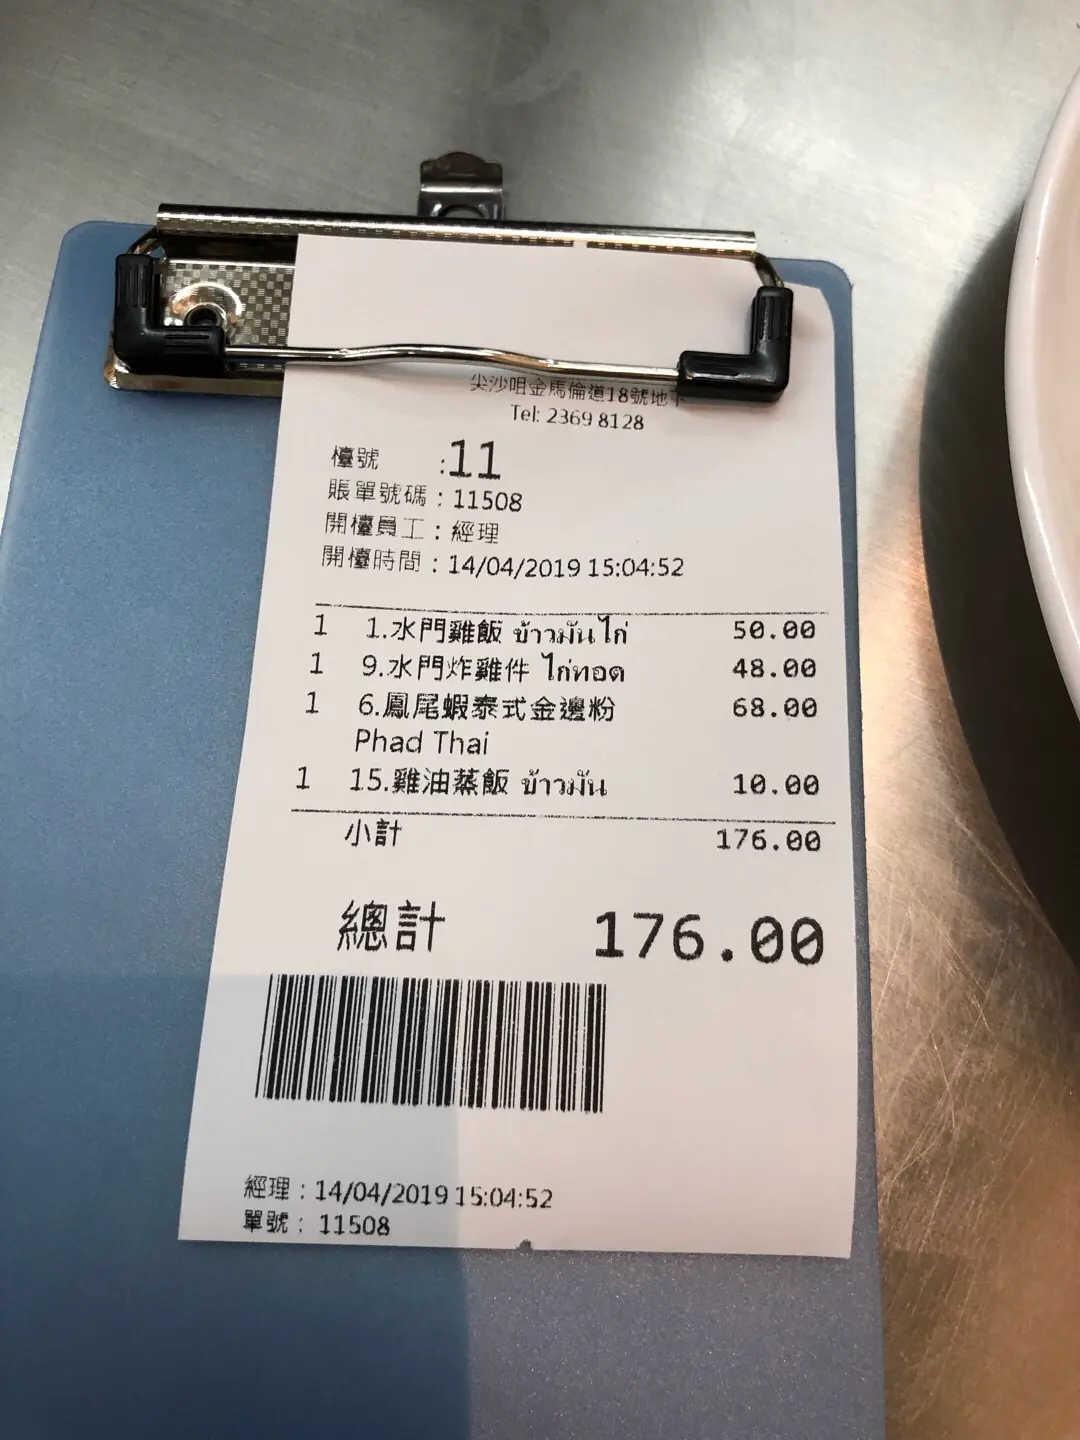 尖沙咀金馬倫道18號地下
Tel: 2369 8128
檯號 :11
賬單號碼 : 11508
開檯員工 : 經理
開檯時間 : 14/04/2019 15:04:52
1 1.水門雞飯 ข้าวมันไก่ 50.00
1 9.水門炸雞件 ไก่ทอด 48.00
1 6.鳳尾蝦泰式金邊粉 68.00
Phad Thai
1 15.雞油蒸飯 ข้าวมัน 10.00
小計 176.00
總計 176.00
經理 : 14/04/2019 15:04:52
單號 : 11508